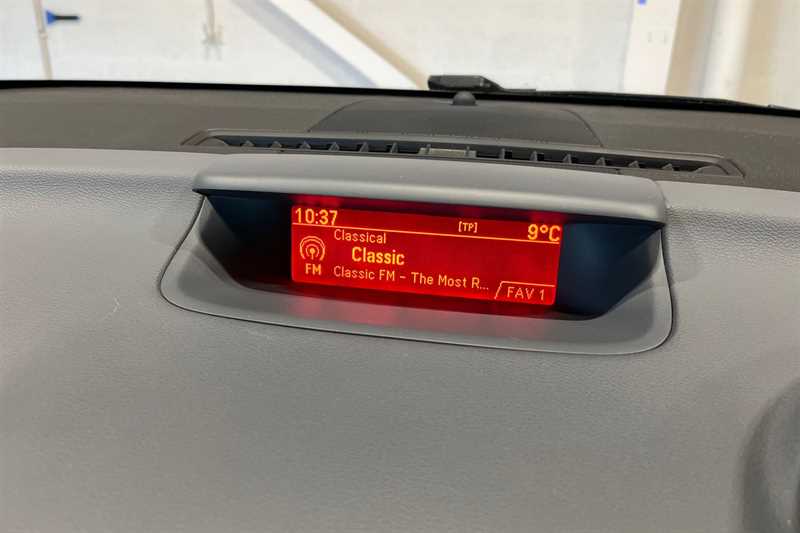 10:37 [TP] 9°C
Classical
Classic
FM
Classic FM - The Most R...
FAV 1